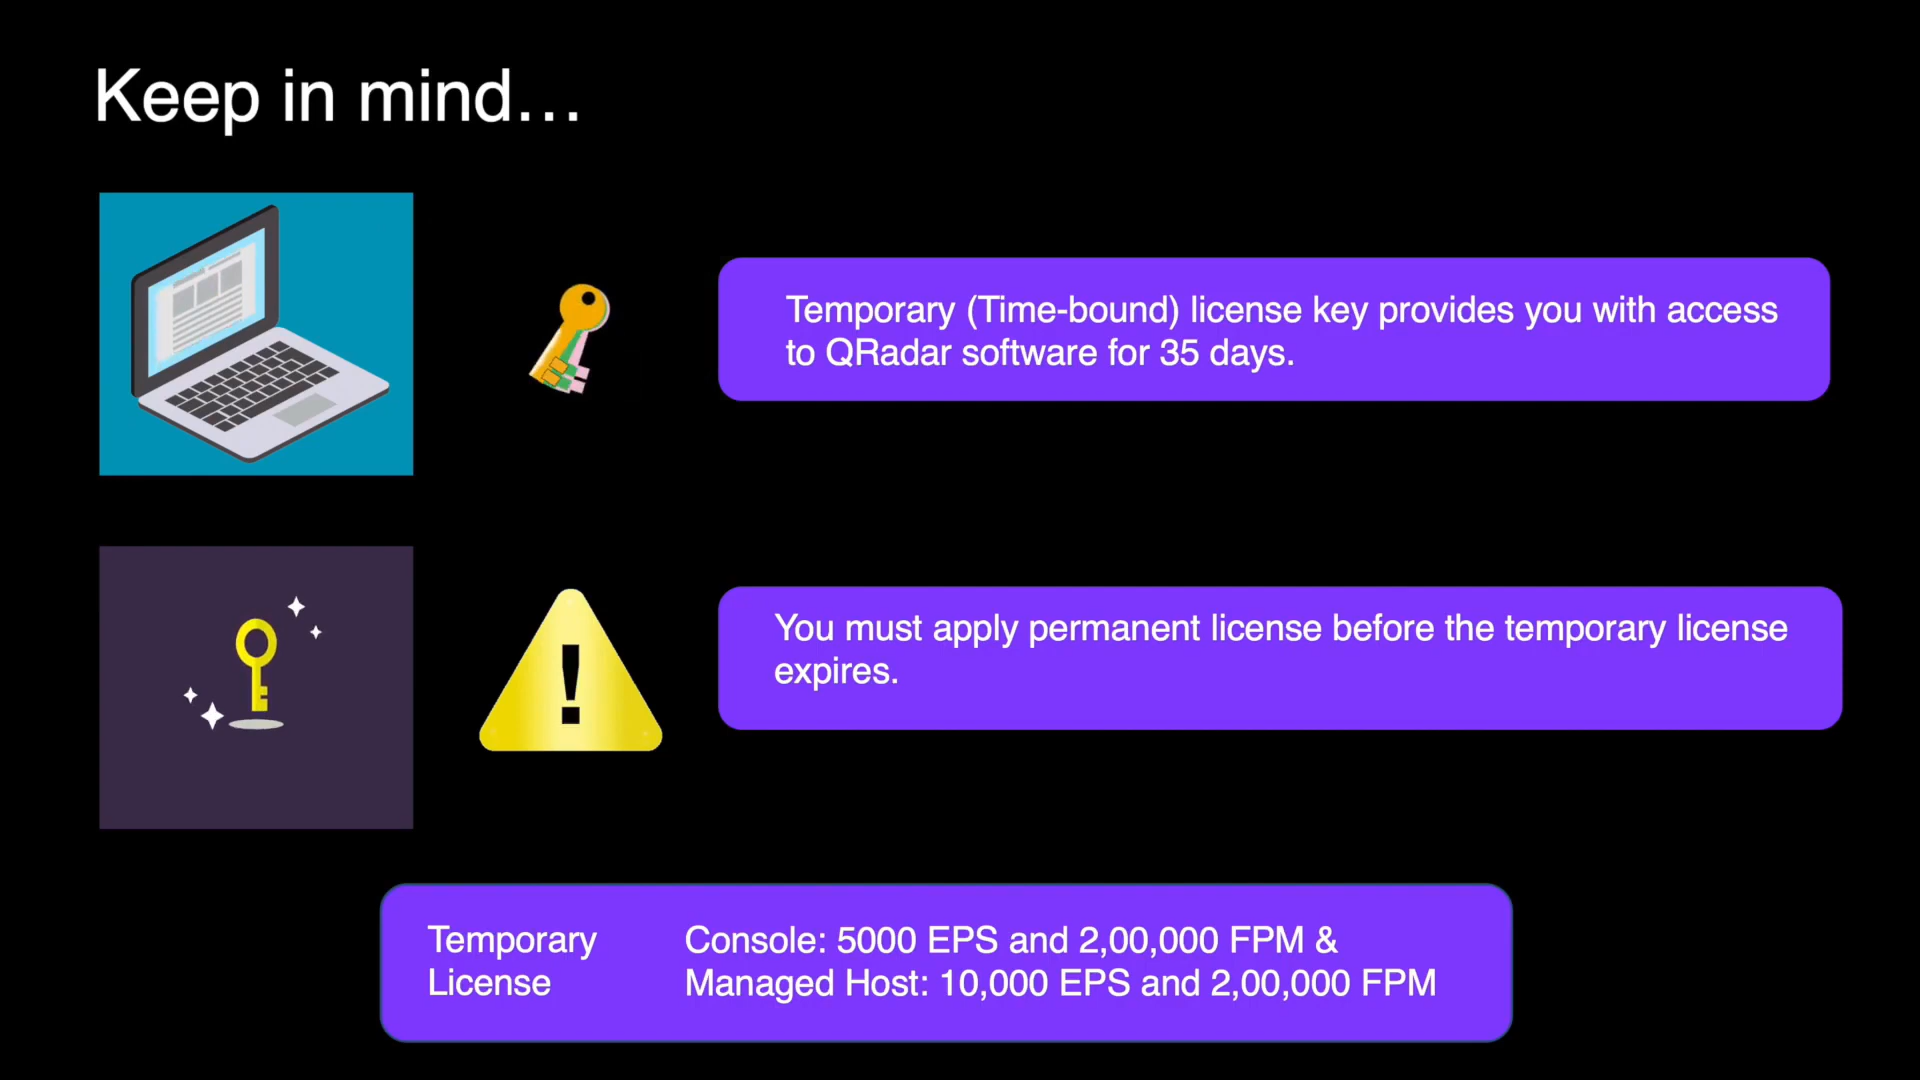 Keep in mind…
Temporary (Time-bound) license key provides you with access
to QRadar software for 35 days.
You must apply permanent license before the temporary license
expires.
Temporary
License
Console: 5000 EPS and 2,00,000 FPM &
Managed Host: 10,000 EPS and 2,00,000 FPM